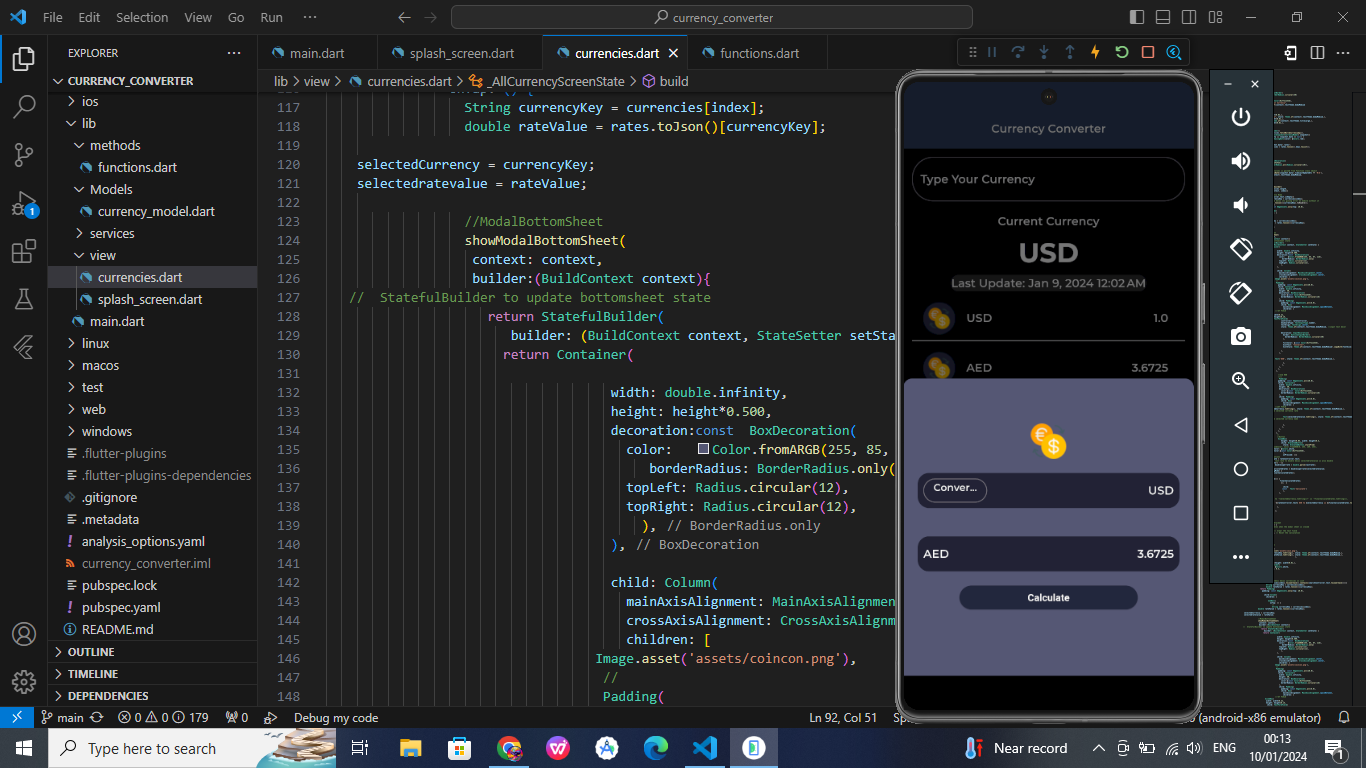 File Edit Selection View Go Run ··· currency_converter
EXPLORER
CURRENCY_CONVERTER
ios
lib
methods
functions.dart
Models
currency_model.dart
services
view
currencies.dart
splash_screen.dart
main.dart
linux
macos
test
web
windows
.flutter-plugins
.flutter-plugins-dependencies
.gitignore
.metadata
analysis_options.yaml
currency_converter.iml
pubspec.lock
pubspec.yaml
README.md
OUTLINE
TIMELINE
DEPENDENCIES
1
main.dart splash_screen.dart currencies.dart functions.dart
lib > view > currencies.dart > _AllCurrencyScreenState > build
117 String currencyKey = currencies[index];
118 double rateValue = rates.toJson()[currencyKey];
119
120 selectedCurrency = currencyKey;
121 selectedratevalue = rateValue;
122
123 //ModalBottomSheet
124 showModalBottomSheet(
125 context: context,
126 builder:(BuildContext context){
127 // StatefulBuilder to update bottomsheet state
128 return StatefulBuilder(
129 builder: (BuildContext context, StateSetter setSta
130 return Container(
131
132 width: double.infinity,
133 height: height*0.500,
134 decoration:const BoxDecoration(
135 color: Color.fromARGB(255, 85,
136 borderRadius: BorderRadius.only(
137 topLeft: Radius.circular(12),
138 topRight: Radius.circular(12),
139 ), // BorderRadius.only
140 ), // BoxDecoration
141
142 child: Column(
143 mainAxisAlignment: MainAxisAlignmen
144 crossAxisAlignment: CrossAxisAlignm
145 children: [
146 Image.asset('assets/coincon.png'),
147 //
148 Padding(
Currency Converter
Type Your Currency
Current Currency
USD
Last Update: Jan 9, 2024 12:02 AM
USD 1.0
AED 3.6725
Conver... USD
AED 3.6725
Calculate
main 0 0 179 0 Debug my code Ln 92, Col 51 (android-x86 emulator)
Type here to search Near record ENG 00:13
10/01/2024
1